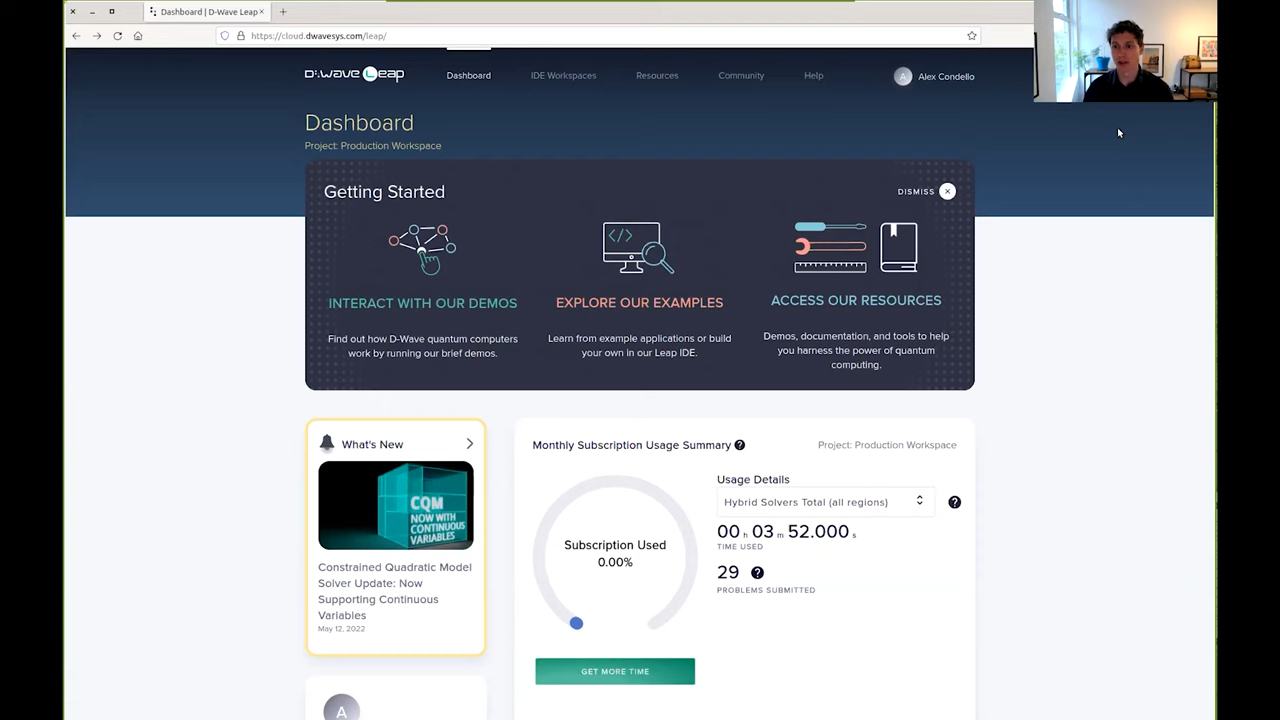 Dashboard | D-Wave Leap
https://cloud.dwavesys.com/leap/
D:wave Leap
Dashboard
IDE Workspaces
Resources
Community
Help
A
Alex Condello
Dashboard
Project: Production Workspace
Getting Started
DISMISS
INTERACT WITH OUR DEMOS
Find out how D-Wave quantum computers
work by running our brief demos.
EXPLORE OUR EXAMPLES
Learn from example applications or build
your own in our Leap IDE.
ACCESS OUR RESOURCES
Demos, documentation, and tools to help
you harness the power of quantum
computing.
What's New
CQM
NOW WITH
CONTINUOUS
VARIABLES
Constrained Quadratic Model
Solver Update: Now
Supporting Continuous
Variables
May 12, 2022
A
Monthly Subscription Usage Summary ?
Project: Production Workspace
Subscription Used
0.00%
GET MORE TIME
Usage Details
Hybrid Solvers Total (all regions)
?
00 h 03 m 52.000 s
TIME USED
29 ?
PROBLEMS SUBMITTED